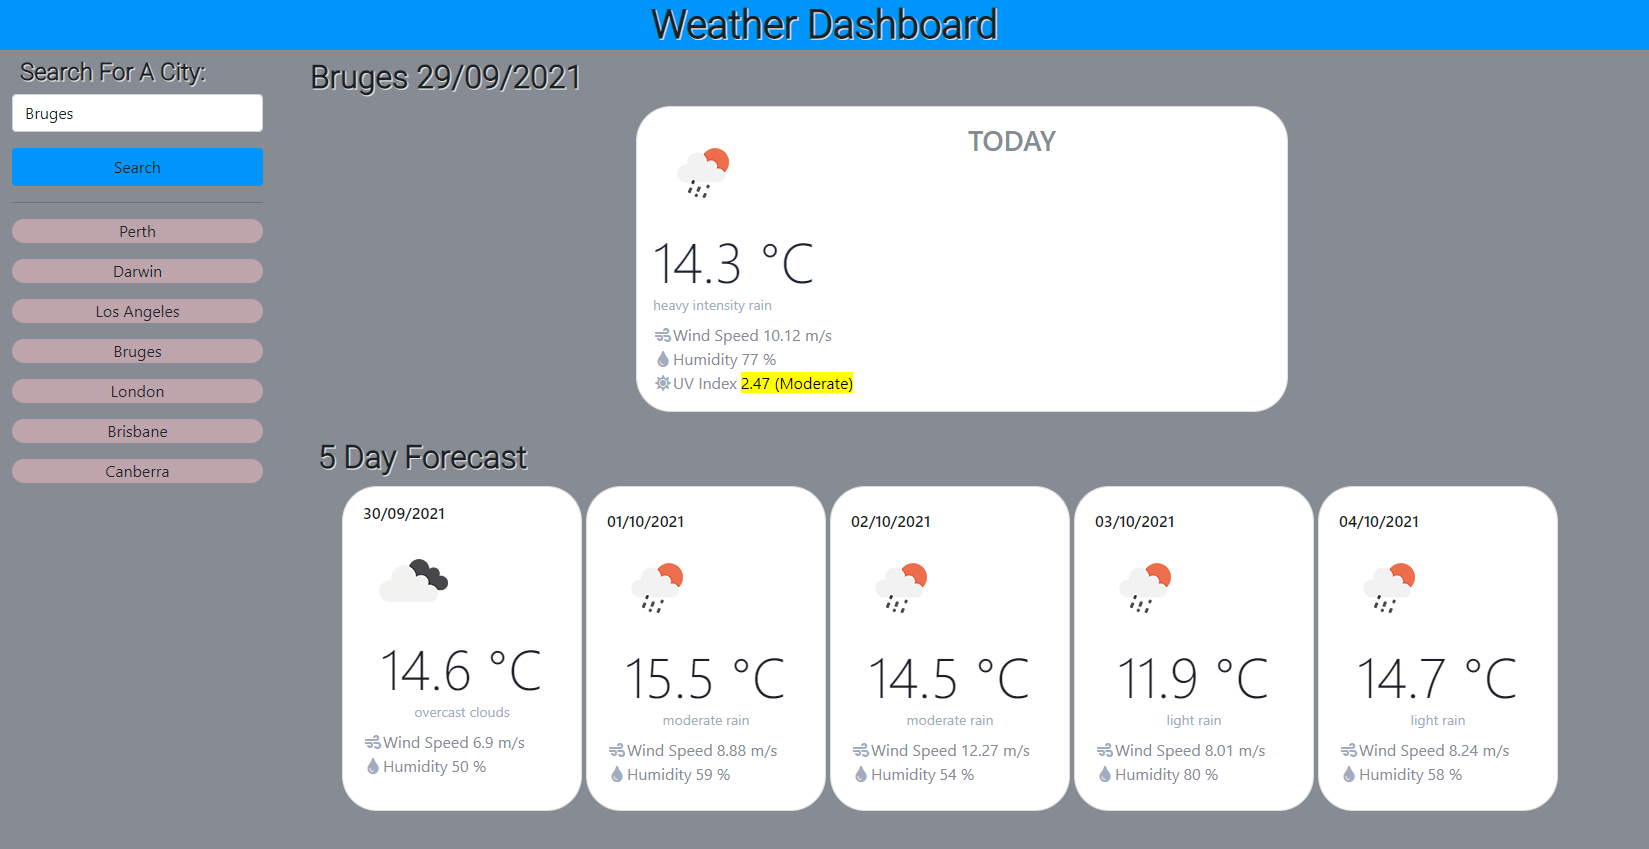 Weather Dashboard
Search For A City:
Bruges
Search
Perth
Darwin
Los Angeles
Bruges
London
Brisbane
Canberra
Bruges 29/09/2021
TODAY
14.3 °C
heavy intensity rain
Wind Speed 10.12 m/s
Humidity 77 %
UV Index 2.47 (Moderate)
5 Day Forecast
30/09/2021
14.6 °C
overcast clouds
Wind Speed 6.9 m/s
Humidity 50 %
01/10/2021
15.5 °C
moderate rain
Wind Speed 8.88 m/s
Humidity 59 %
02/10/2021
14.5 °C
moderate rain
Wind Speed 12.27 m/s
Humidity 54 %
03/10/2021
11.9 °C
light rain
Wind Speed 8.01 m/s
Humidity 80 %
04/10/2021
14.7 °C
light rain
Wind Speed 8.24 m/s
Humidity 58 %